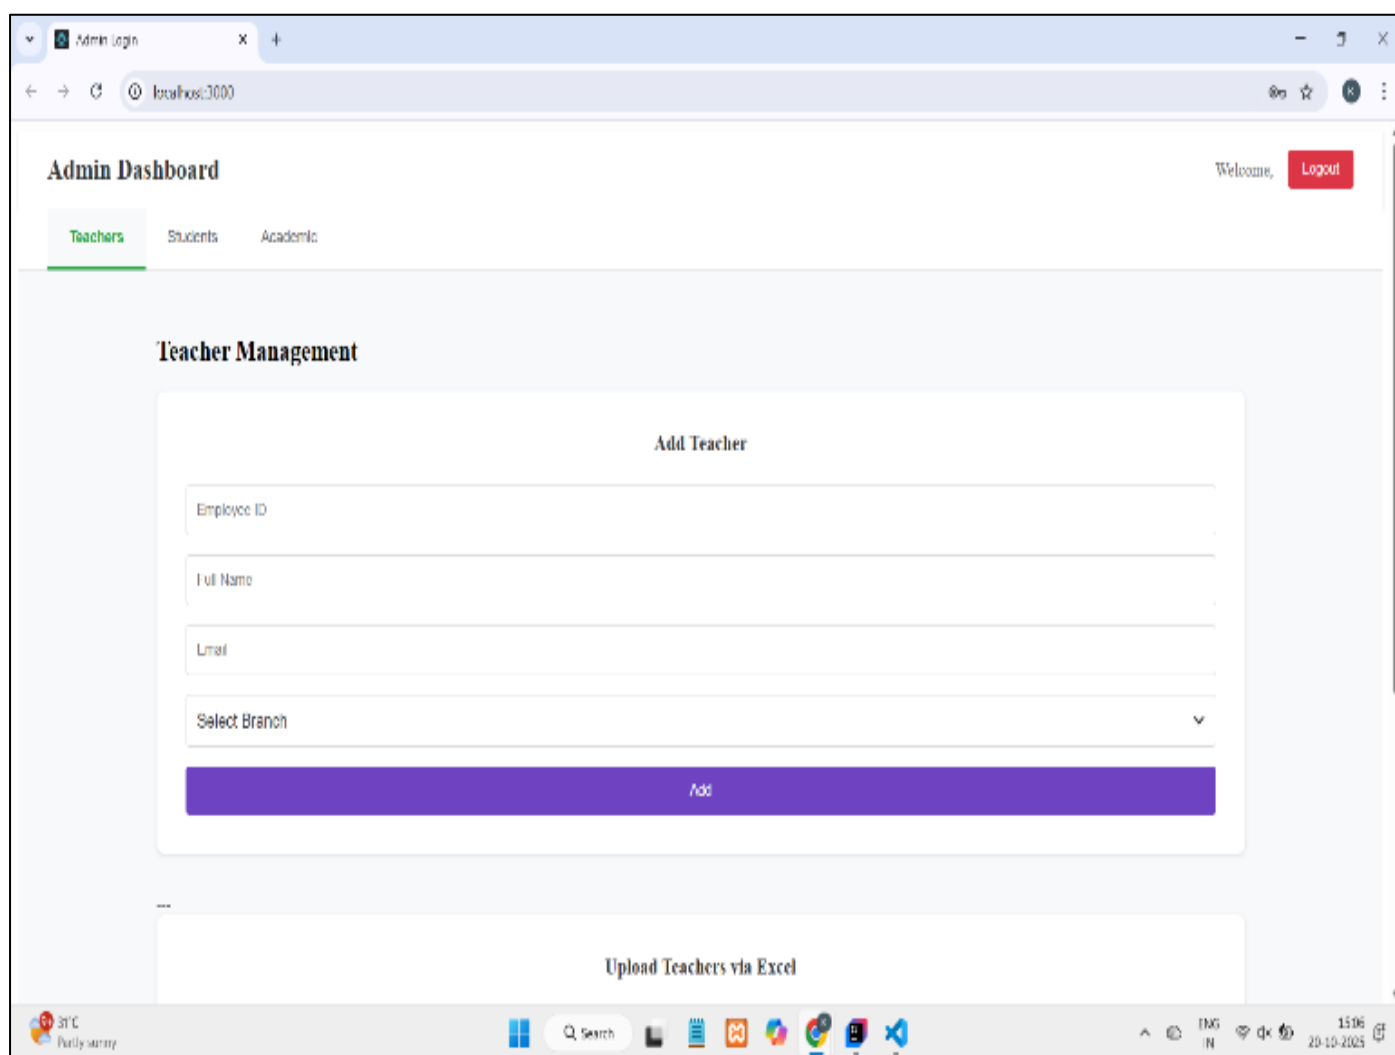 Admin Login
localhost:3000
K
Admin Dashboard
Welcome,
Logout
Teachers
Students
Academic
Teacher Management
Add Teacher
Employee ID
Full Name
Email
Select Branch
Add
---
Upload Teachers via Excel
31°C
Partly sunny
Search
ENG
IN
15:06
20-10-2025